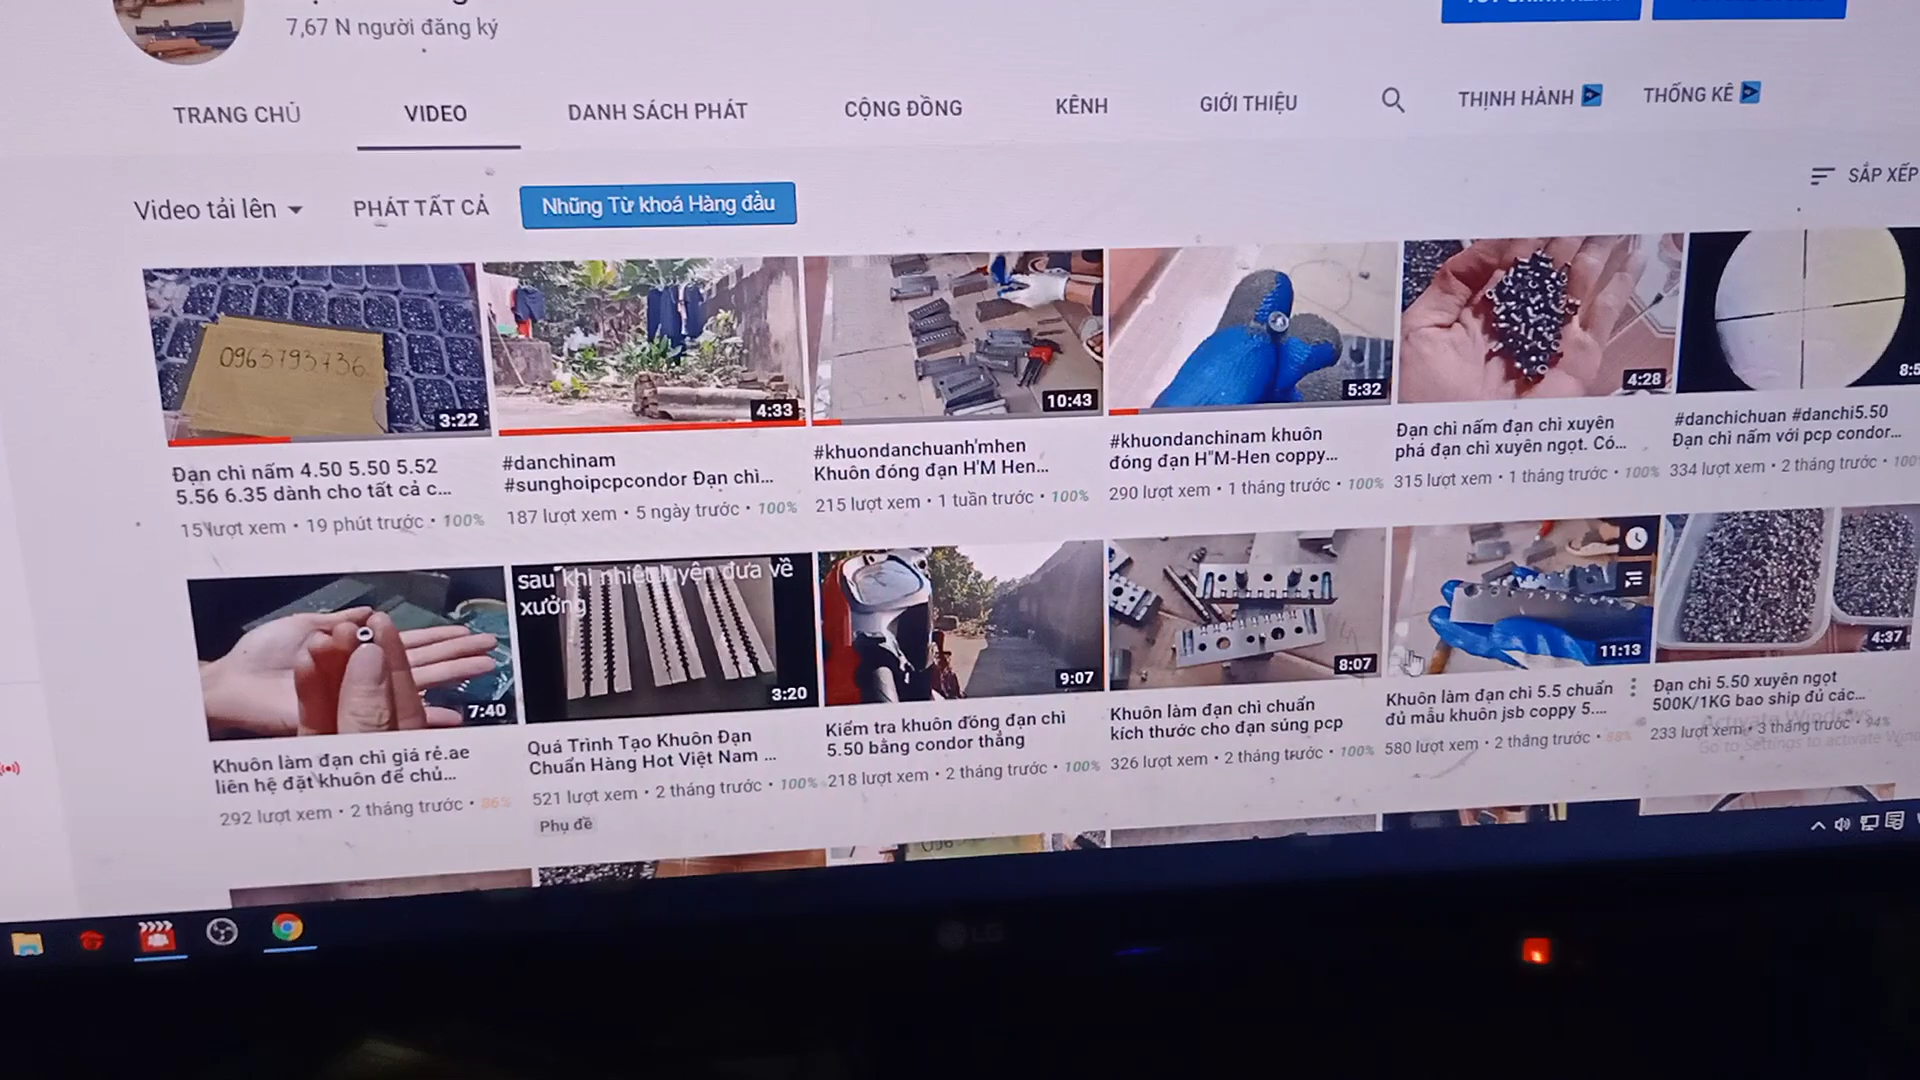 7,67 N người đăng ký
TRANG CHỦ
VIDEO
DANH SÁCH PHÁT
CỘNG ĐỒNG
KÊNH
GIỚI THIỆU
THỊNH HÀNH
THỐNG KÊ
Video tải lên
PHÁT TẤT CẢ
Những Từ khoá Hàng đầu
SẮP XẾP
0963793736
3:22
4:33
10:43
5:32
4:28
Đạn chì nấm 4.50 5.50 5.52
5.56 6.35 dành cho tất cả c...
15 lượt xem • 19 phút trước • 100%
#danchinam
#sunghoipcpcondor Đạn chì...
187 lượt xem • 5 ngày trước • 100%
#khuondanchuanh'mhen
Khuôn đóng đạn H'M Hen...
215 lượt xem • 1 tuần trước • 100%
#khuondanchinam khuôn
đóng đạn H"M-Hen coppy...
290 lượt xem • 1 tháng trước • 100%
Đạn chì nấm đạn chì xuyên
phá đạn chì xuyên ngọt. Có...
315 lượt xem • 1 tháng trước • 100%
#danchichuan #danchi5.50
Đạn chì nấm với pcp condor...
334 lượt xem • 2 tháng trước • 100
sau khi nhiệt luyện đưa về
xưởng
7:40
3:20
9:07
8:07
11:13
4:37
Khuôn làm đạn chì giá rẻ.ae
liên hệ đặt khuôn để chủ...
292 lượt xem • 2 tháng trước • 86%
Quá Trình Tạo Khuôn Đạn
Chuẩn Hàng Hot Việt Nam ...
521 lượt xem • 2 tháng trước • 100%
Phụ đề
Kiểm tra khuôn đóng đạn chì
5.50 bằng condor thắng
218 lượt xem • 2 tháng trước • 100%
Khuôn làm đạn chì chuẩn
kích thước cho đạn súng pcp
326 lượt xem • 2 tháng trước • 100%
Khuôn làm đạn chì 5.5 chuẩn
đủ mẫu khuôn jsb coppy 5....
580 lượt xem • 2 tháng trước • 88%
Đạn chì 5.50 xuyên ngọt
500K/1KG bao ship đủ các...
233 lượt xem • 3 tháng trước • 94%
Activate Windows
Go to Settings to activate
LG